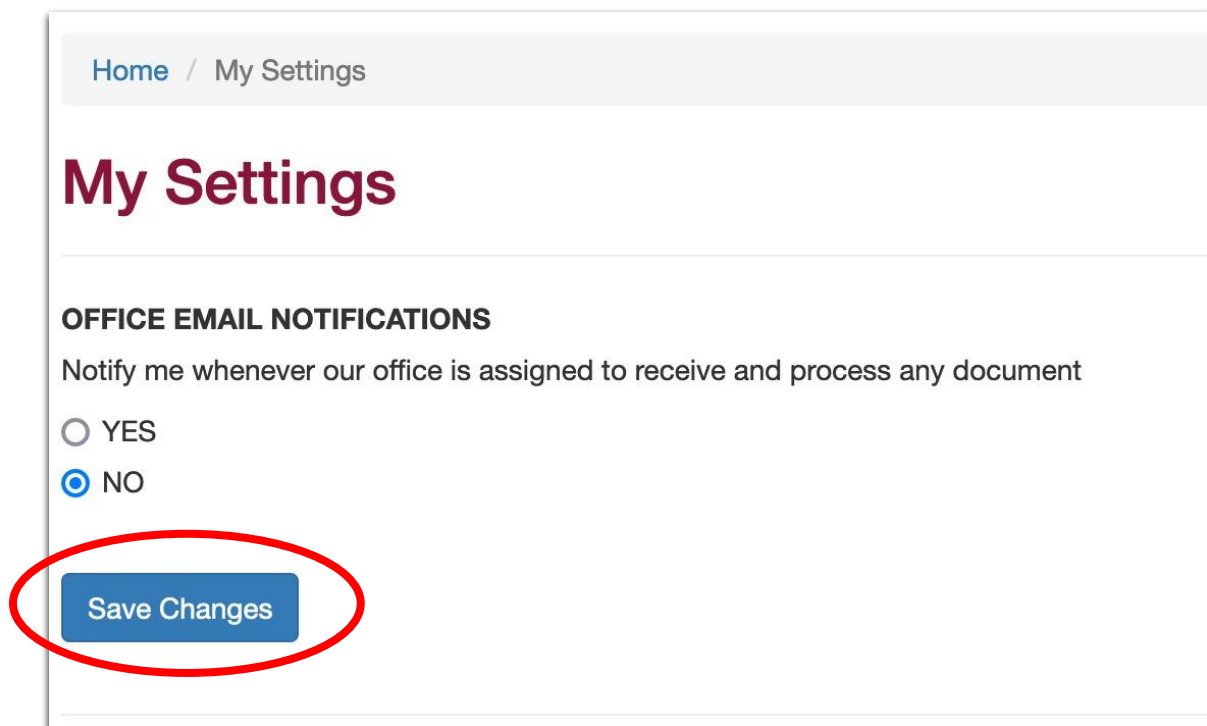 Home / My Settings
My Settings
OFFICE EMAIL NOTIFICATIONS
Notify me whenever our office is assigned to receive and process any document
YES
NO
Save Changes